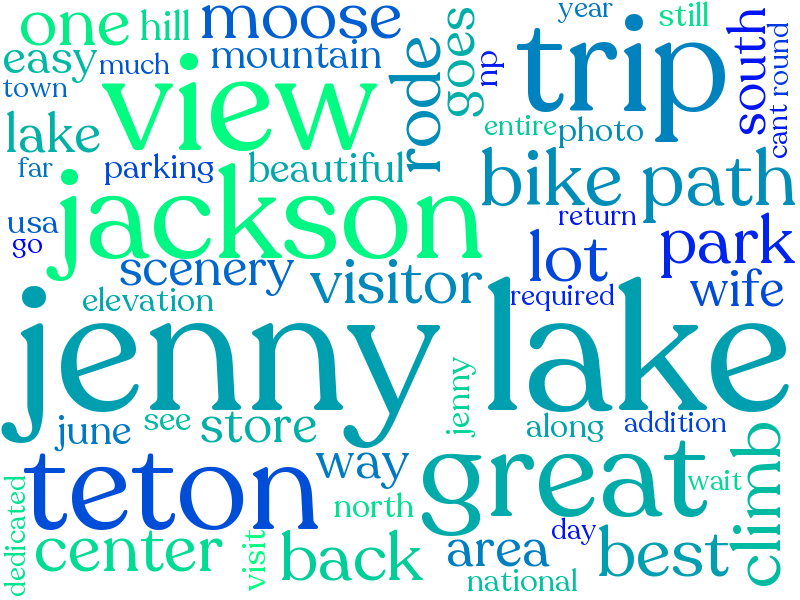 one
hill
moose
year
still
easy
much
mountain
rode
goes
np
trip
south
cant round
town
view
lake
entire
photo
far
parking
beautiful
bike path
usa
go
jackson
return
lot
park
scenery
visitor
required
wife
elevation
jenny lake
june
see
store
jenny
along
addition
teton
way
great
wait
climb
dedicated
north
center
visit
back
area
day
best
national